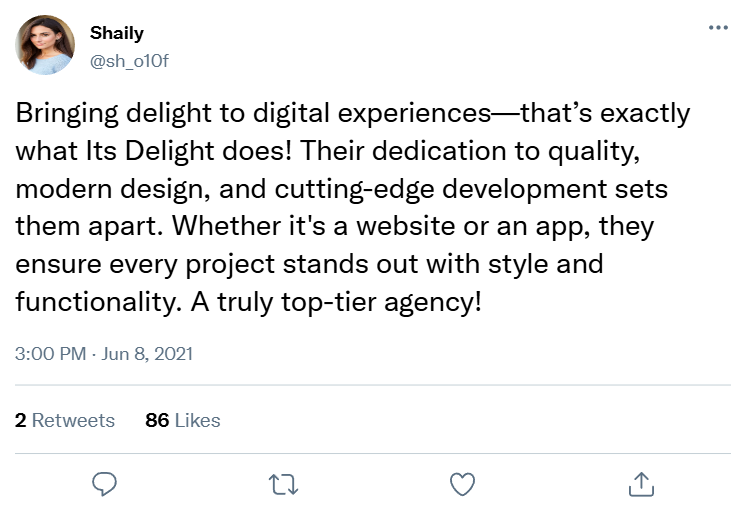 Shaily
@sh_o10f
Bringing delight to digital experiences—that’s exactly
what Its Delight does! Their dedication to quality,
modern design, and cutting-edge development sets
them apart. Whether it's a website or an app, they
ensure every project stands out with style and
functionality. A truly top-tier agency!
3:00 PM · Jun 8, 2021
2 Retweets 86 Likes